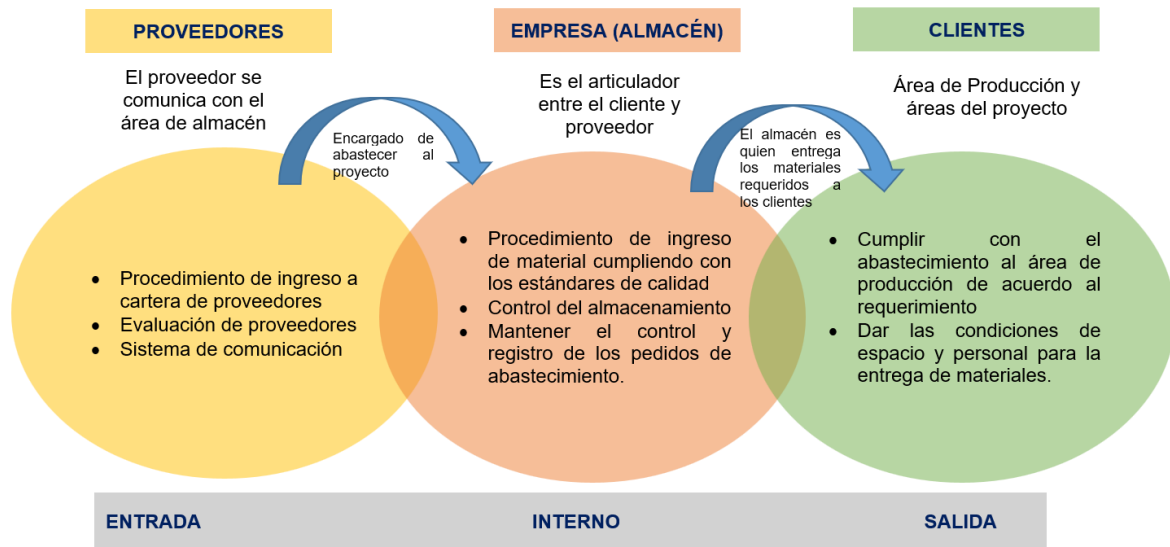 PROVEEDORES
El proveedor se
comunica con el
área de almacén
Encargado de
abastecer al
proyecto
• Procedimiento de ingreso a
cartera de proveedores
• Evaluación de proveedores
• Sistema de comunicación
EMPRESA (ALMACÉN)
Es el articulador
entre el cliente y
proveedor
El almacén es
quien entrega
los materiales
requeridos a
los clientes
• Procedimiento de ingreso
de material cumpliendo con
los estándares de calidad
• Control del almacenamiento
• Mantener el control y
registro de los pedidos de
abastecimiento.
CLIENTES
Área de Producción y
áreas del proyecto
• Cumplir con el
abastecimiento al área de
producción de acuerdo al
requerimiento
• Dar las condiciones de
espacio y personal para la
entrega de materiales.
ENTRADA
INTERNO
SALIDA